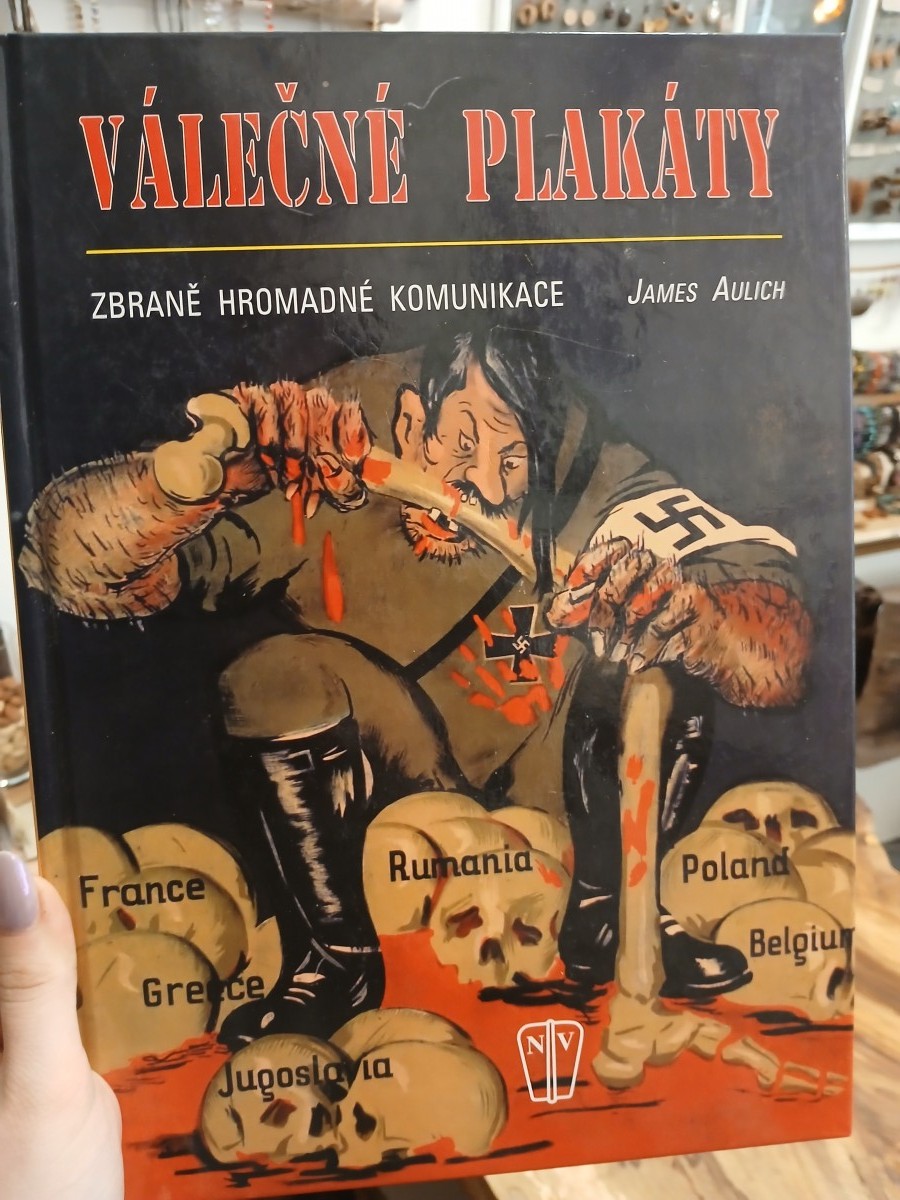 VÁLEČNÉ PLAKÁTY
ZBRANĚ HROMADNÉ KOMUNIKACE
JAMES AULICH
Rumania
Poland
France
Belgium
Greece
Jugoslavia
NV